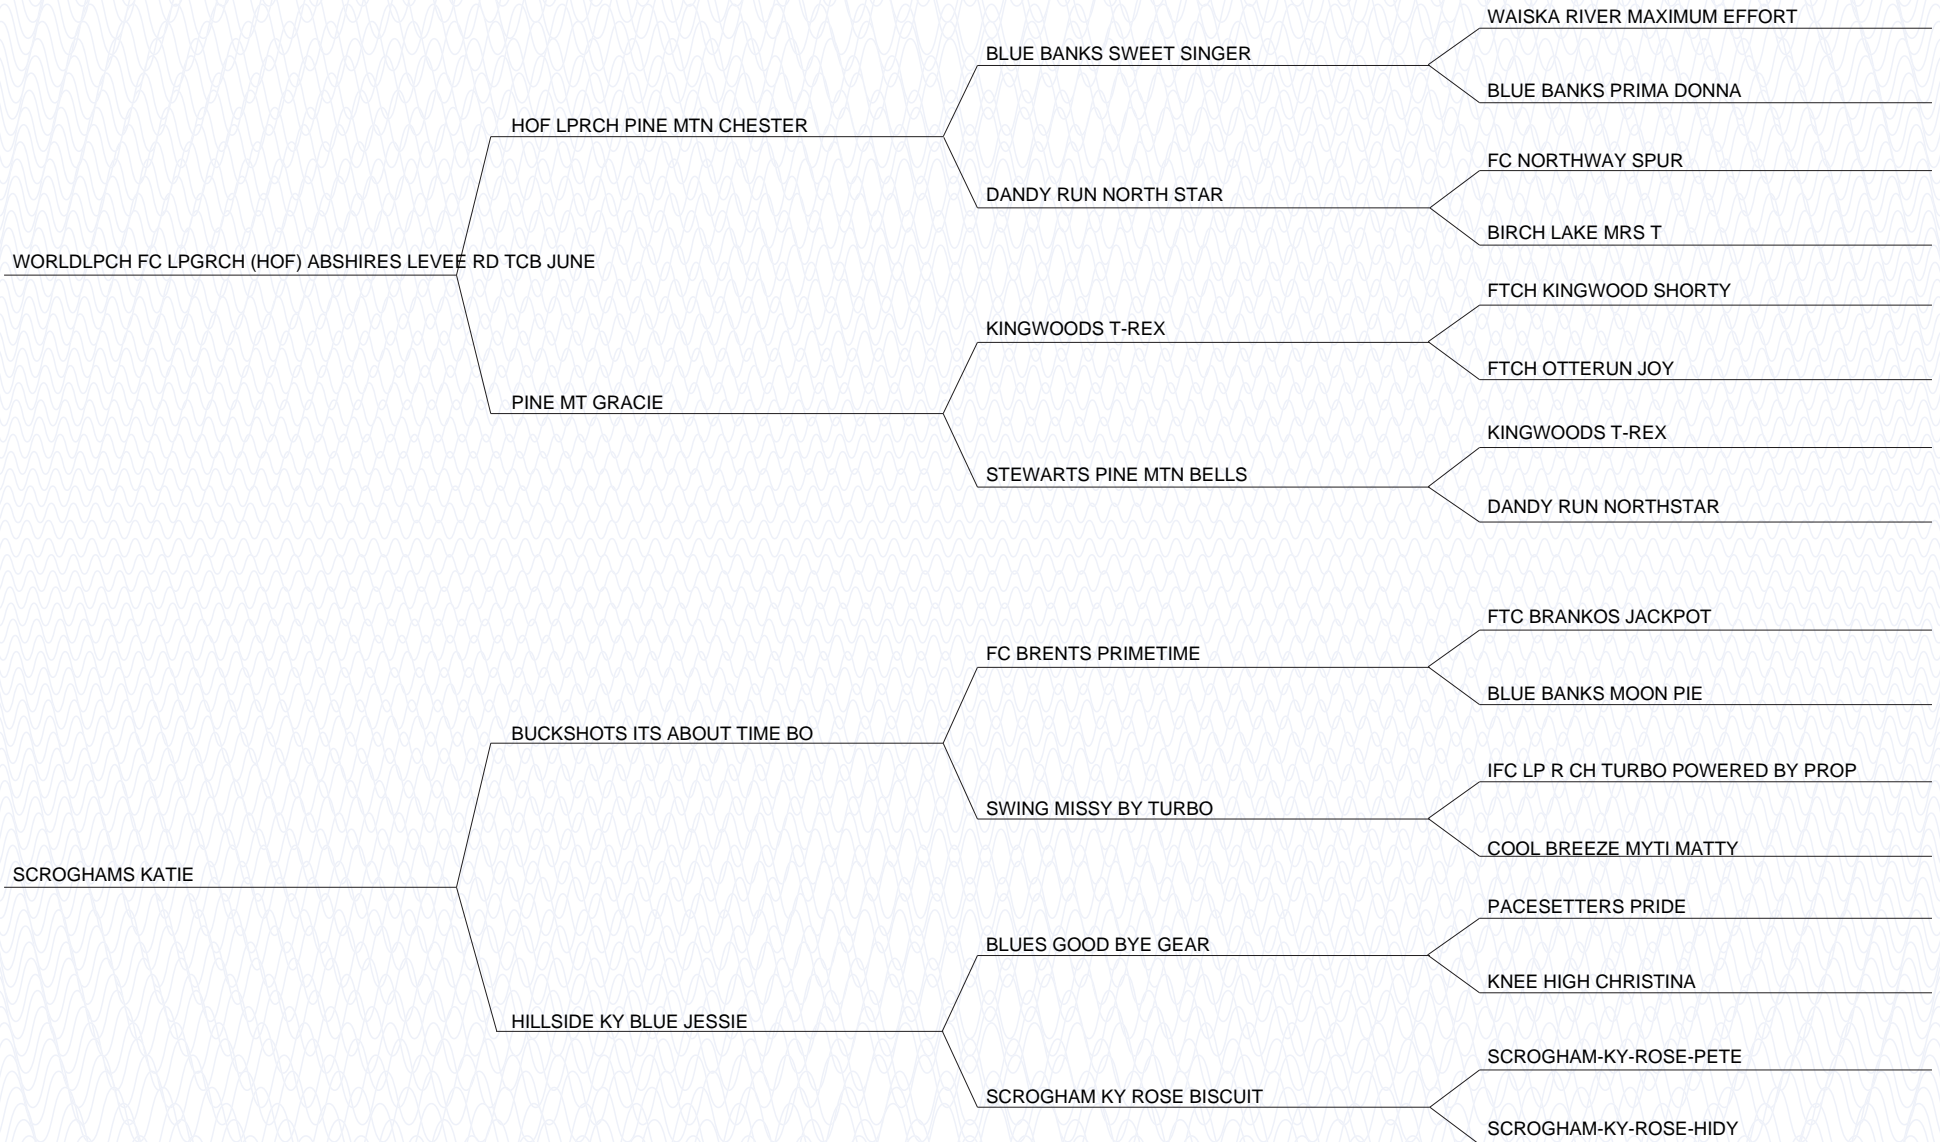 WAISKA RIVER MAXIMUM EFFORT
BLUE BANKS SWEET SINGER
BLUE BANKS PRIMA DONNA
HOF LPRCH PINE MTN CHESTER
FC NORTHWAY SPUR
DANDY RUN NORTH STAR
BIRCH LAKE MRS T
WORLDLPCH FC LPGRCH (HOF) ABSHIRES LEVEE RD TCB JUNE
FTCH KINGWOOD SHORTY
KINGWOODS T-REX
FTCH OTTERUN JOY
PINE MT GRACIE
KINGWOODS T-REX
STEWARTS PINE MTN BELLS
DANDY RUN NORTHSTAR
FTC BRANKOS JACKPOT
FC BRENTS PRIMETIME
BLUE BANKS MOON PIE
BUCKSHOTS ITS ABOUT TIME BO
IFC LP R CH TURBO POWERED BY PROP
SWING MISSY BY TURBO
COOL BREEZE MYTI MATTY
SCROGHAMS KATIE
PACESETTERS PRIDE
BLUES GOOD BYE GEAR
KNEE HIGH CHRISTINA
HILLSIDE KY BLUE JESSIE
SCROGHAM-KY-ROSE-PETE
SCROGHAM KY ROSE BISCUIT
SCROGHAM-KY-ROSE-HIDY